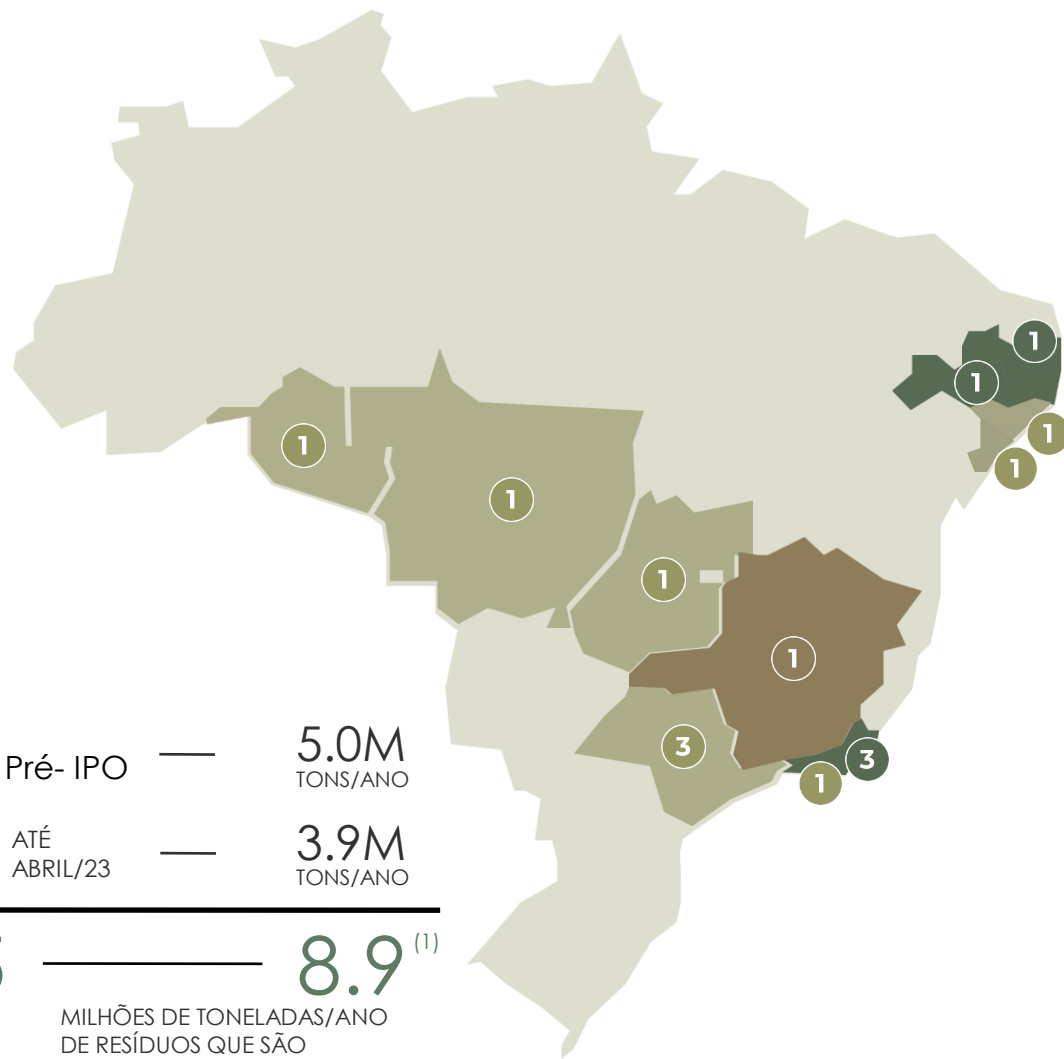 1
1
1
1
1
1
1
1
3
3
1
Pré- IPO — 5.0M
TONS/ANO
ATÉ
ABRIL/23 — 3.9M
TONS/ANO
8.9 (1)
MILHÕES DE TONELADAS/ANO
DE RESÍDUOS QUE SÃO